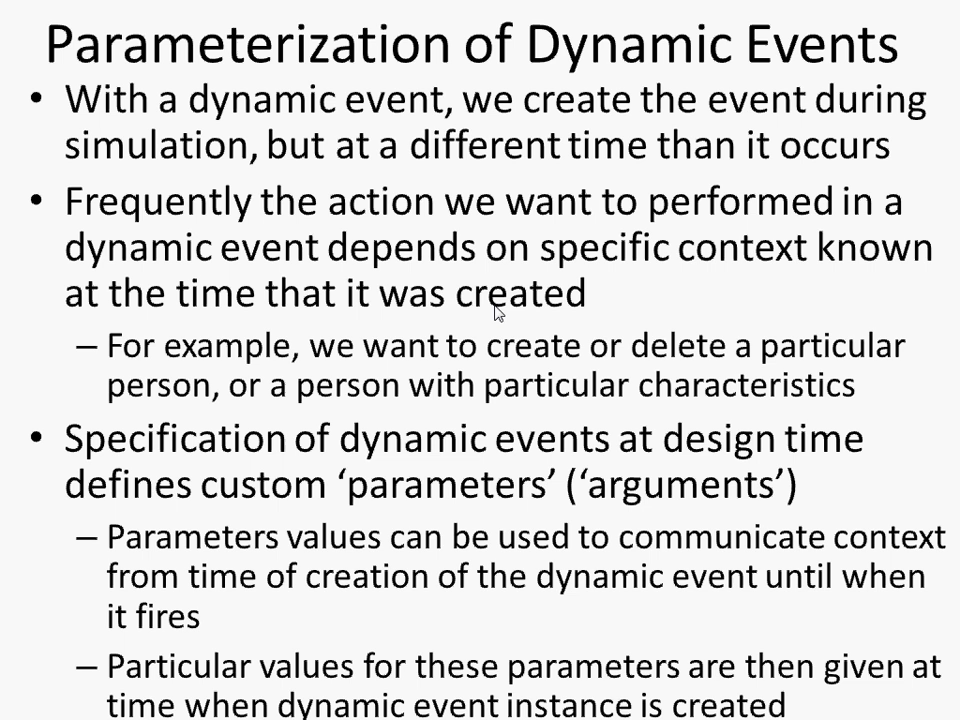 Parameterization of Dynamic Events
• With a dynamic event, we create the event during
simulation, but at a different time than it occurs
• Frequently the action we want to performed in a
dynamic event depends on specific context known
at the time that it was created
– For example, we want to create or delete a particular
person, or a person with particular characteristics
• Specification of dynamic events at design time
defines custom ‘parameters’ (‘arguments’)
– Parameters values can be used to communicate context
from time of creation of the dynamic event until when
it fires
– Particular values for these parameters are then given at
time when dynamic event instance is created